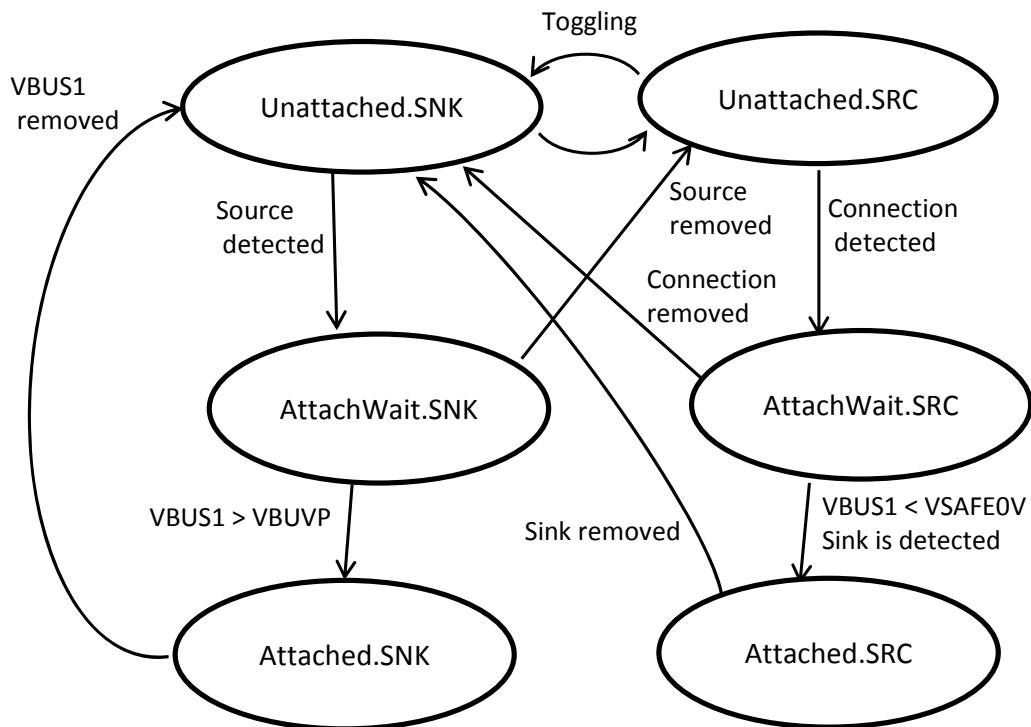 Toggling
VBUS1
removed
Unattached.SNK
Unattached.SRC
Source
detected
Source
removed
Connection
detected
Connection
removed
AttachWait.SNK
AttachWait.SRC
VBUS1 > VBUVP
Sink removed
VBUS1 < VSAFE0V
Sink is detected
Attached.SNK
Attached.SRC